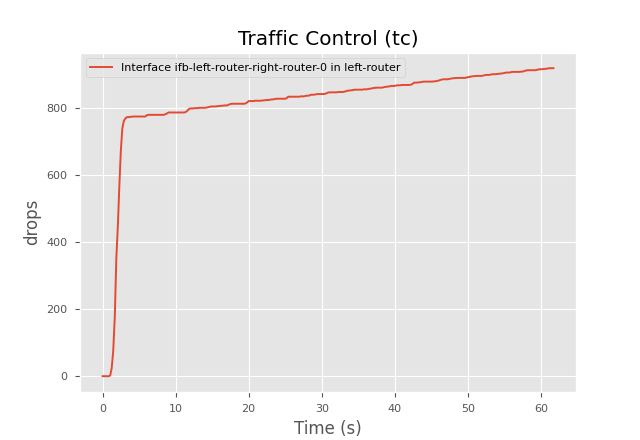 Traffic Control (tc)
Interface ifb-left-router-right-router-0 in left-router
800
600
400
200
0
drops
0 10 20 30 40 50 60
Time (s)